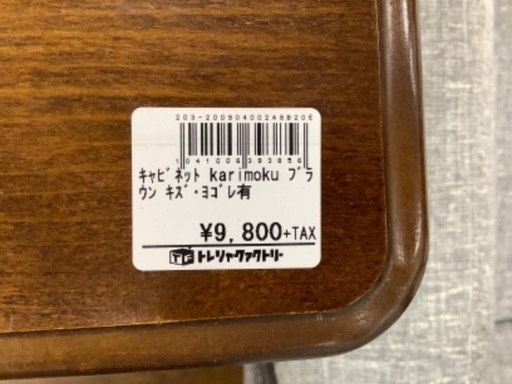 203-200904002499820E
1041006393856
ｷｬﾋﾞﾈｯﾄ karimoku ﾌﾞﾗ
ｳﾝ ｷｽﾞ・ﾖｺﾞﾚ有
¥9,800+TAX
トレジャーファクトリー